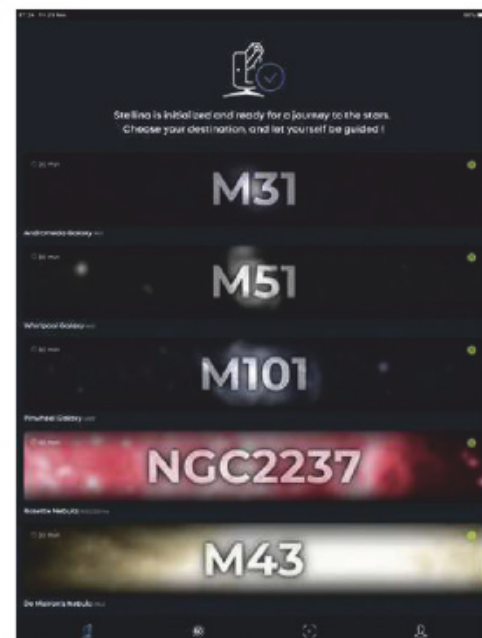 Stellina is initialized and ready for a journey to the stars.
Choose your destination, and let yourself be guided !
M31
Andromeda Galaxy
M51
Whirlpool Galaxy
M101
Pinwheel Galaxy
NGC2237
Rosette Nebula
M43
De Mairan's Nebula